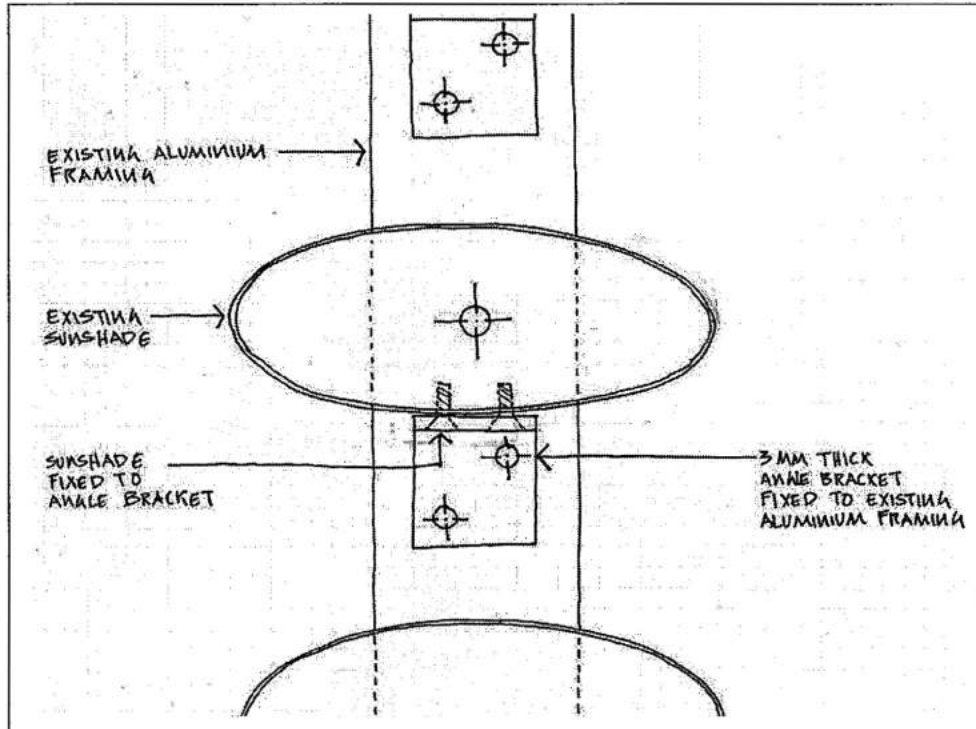 EXISTING ALUMINIUM
FRAMING
EXISTING
SUNSHADE
SUNSHADE
FIXED TO
ANGLE BRACKET
3MM THICK
ANGLE BRACKET
FIXED TO EXISTING
ALUMINIUM FRAMING